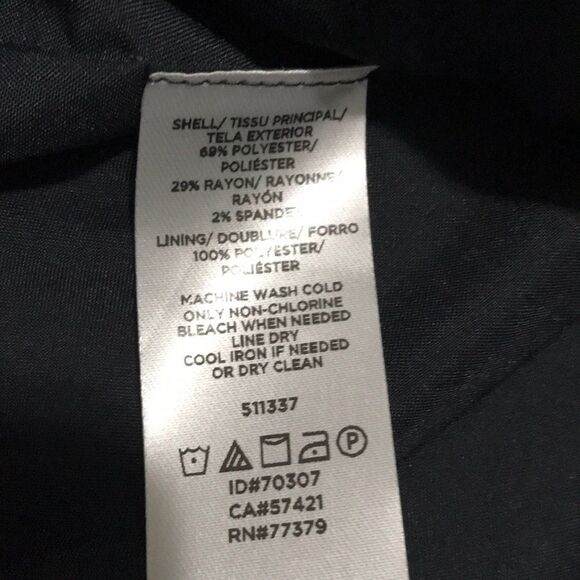 SHELL/ TISSU PRINCIPAL/
TELA EXTERIOR
69% POLYESTER/
POLIÉSTER
29% RAYON/ RAYONNE/
RAYÓN
2% SPANDEX
LINING/ DOUBLURE/ FORRO
100% POLYESTER/
POLIÉSTER
MACHINE WASH COLD
ONLY NON-CHLORINE
BLEACH WHEN NEEDED
LINE DRY
COOL IRON IF NEEDED
OR DRY CLEAN
511337
P
ID#70307
CA#57421
RN#77379